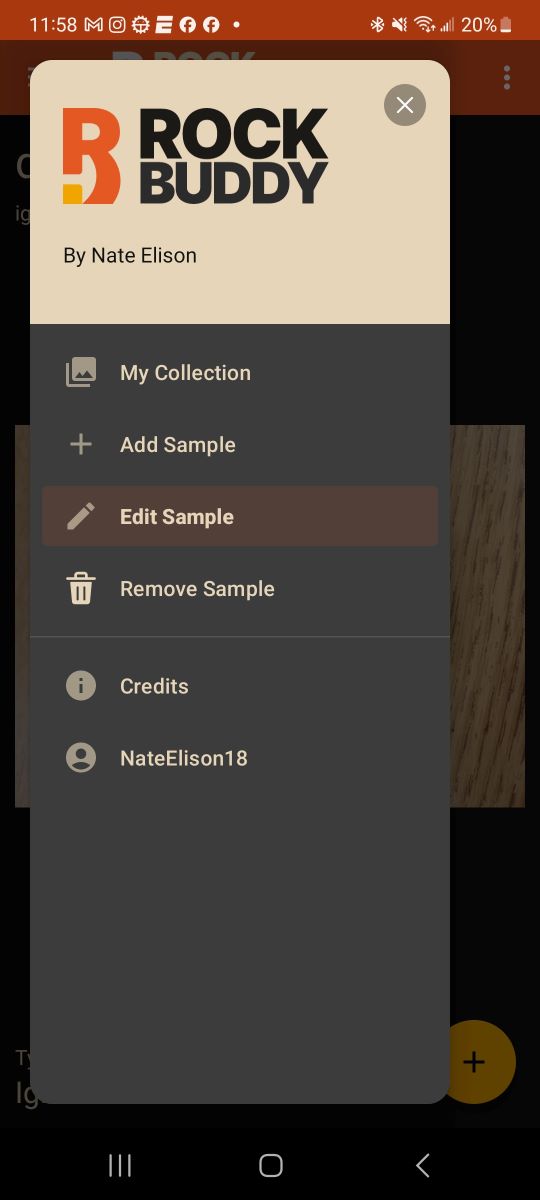 11:58
20%
ROCK
BUDDY
By Nate Elison
My Collection
Add Sample
Edit Sample
Remove Sample
Credits
NateElison18